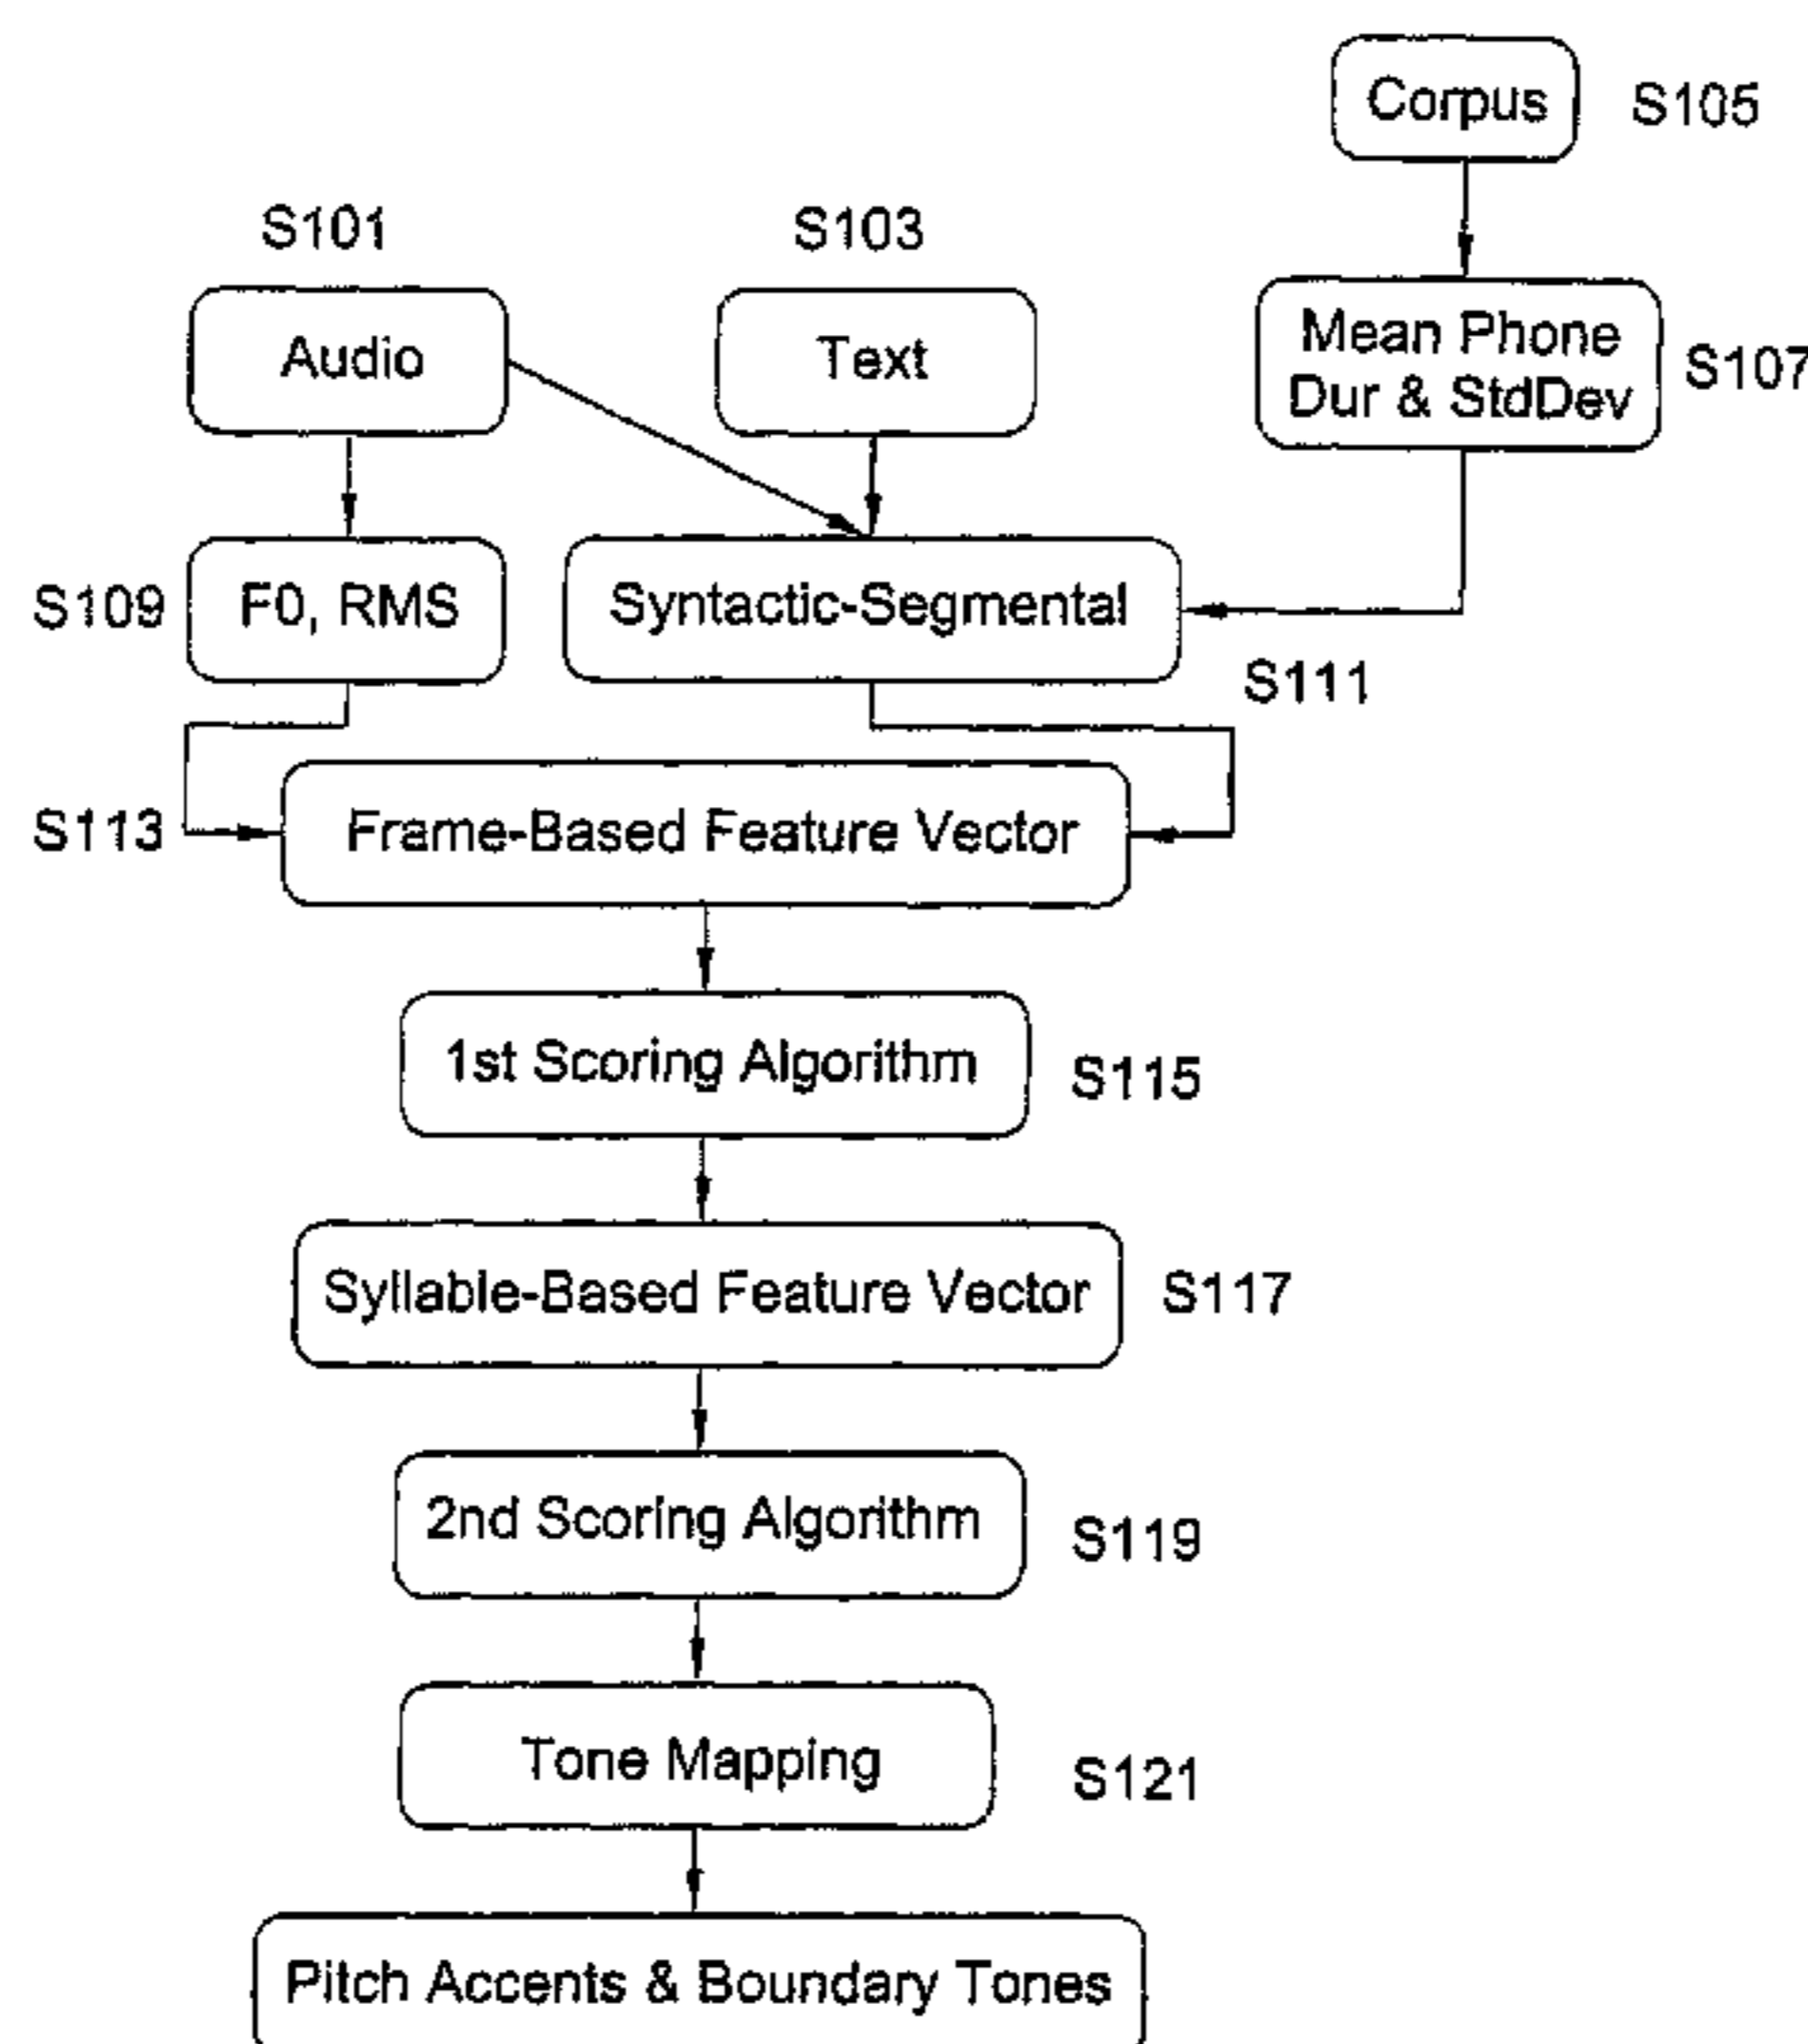 Corpus S105
S101 S103
Audio
Text
Mean Phone
Dur & StdDev
S107
S109
F0, RMS
Syntactic-Segmental
S111
S113
Frame-Based Feature Vector
1st Scoring Algorithm
S115
Syllable-Based Feature Vector
S117
2nd Scoring Algorithm
S119
Tone Mapping
S121
Pitch Accents & Boundary Tones